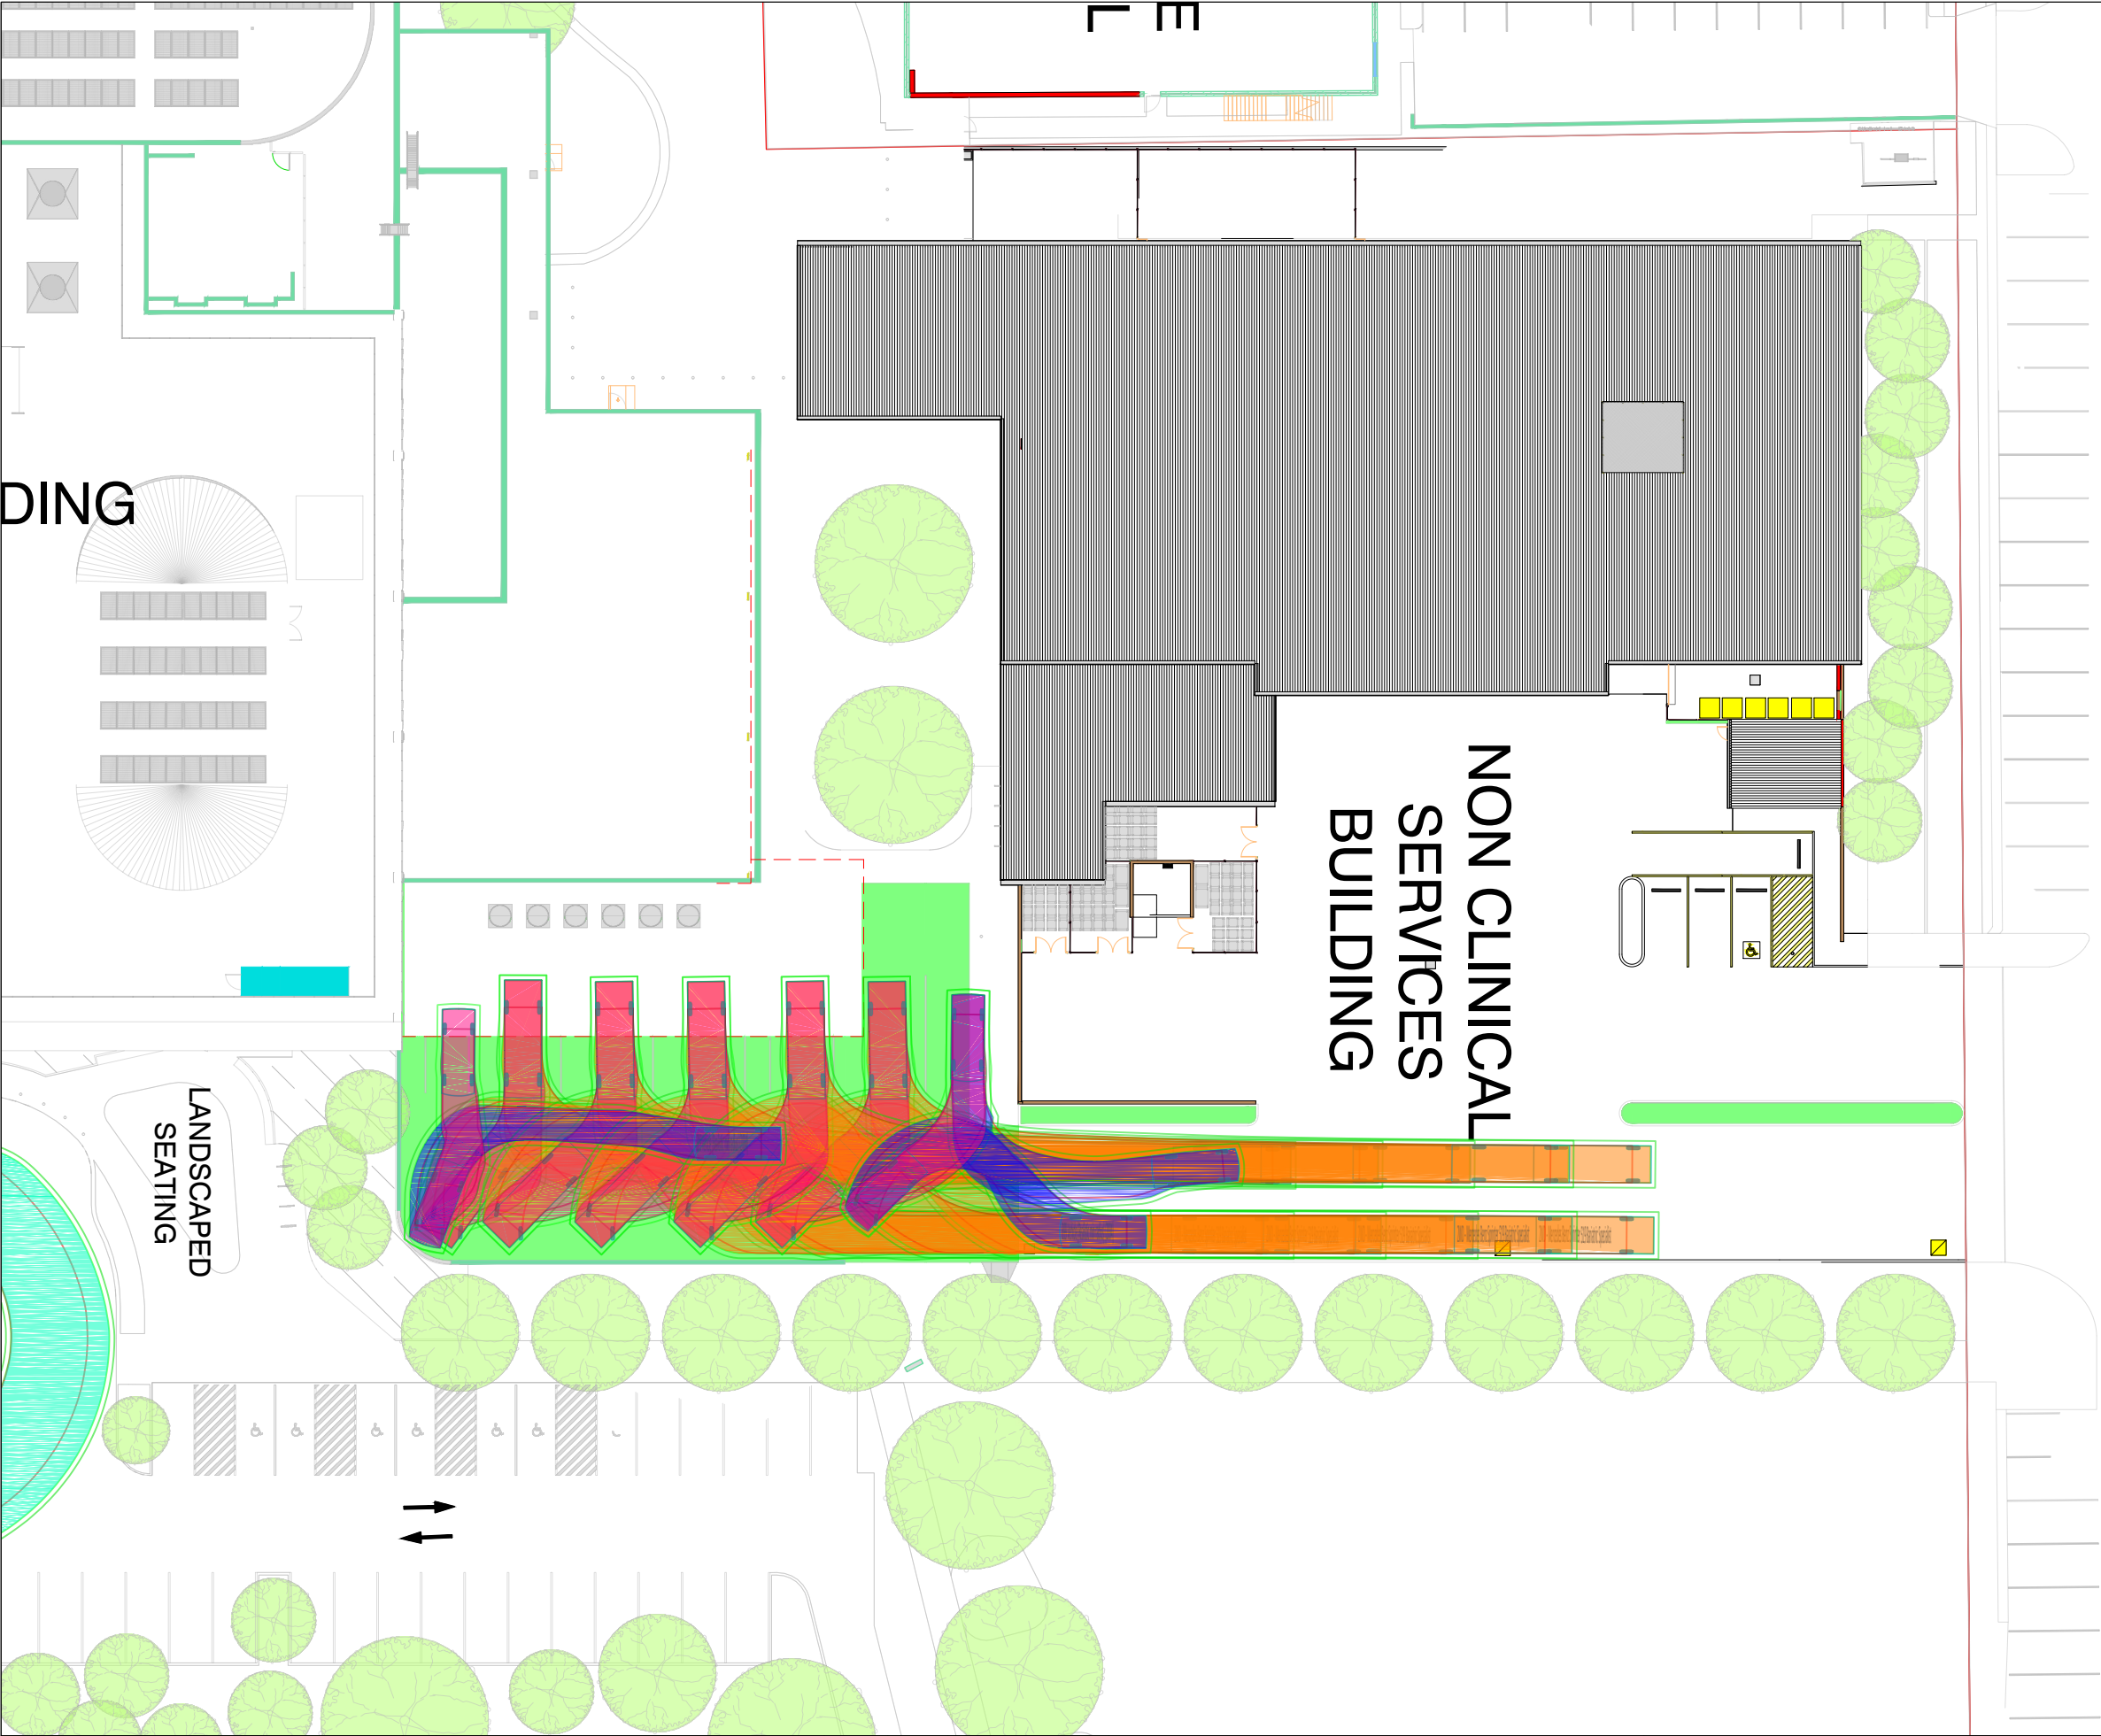 E
L
DING
NON CLINICAL
SERVICES
BUILDING
LANDSCAPED
SEATING